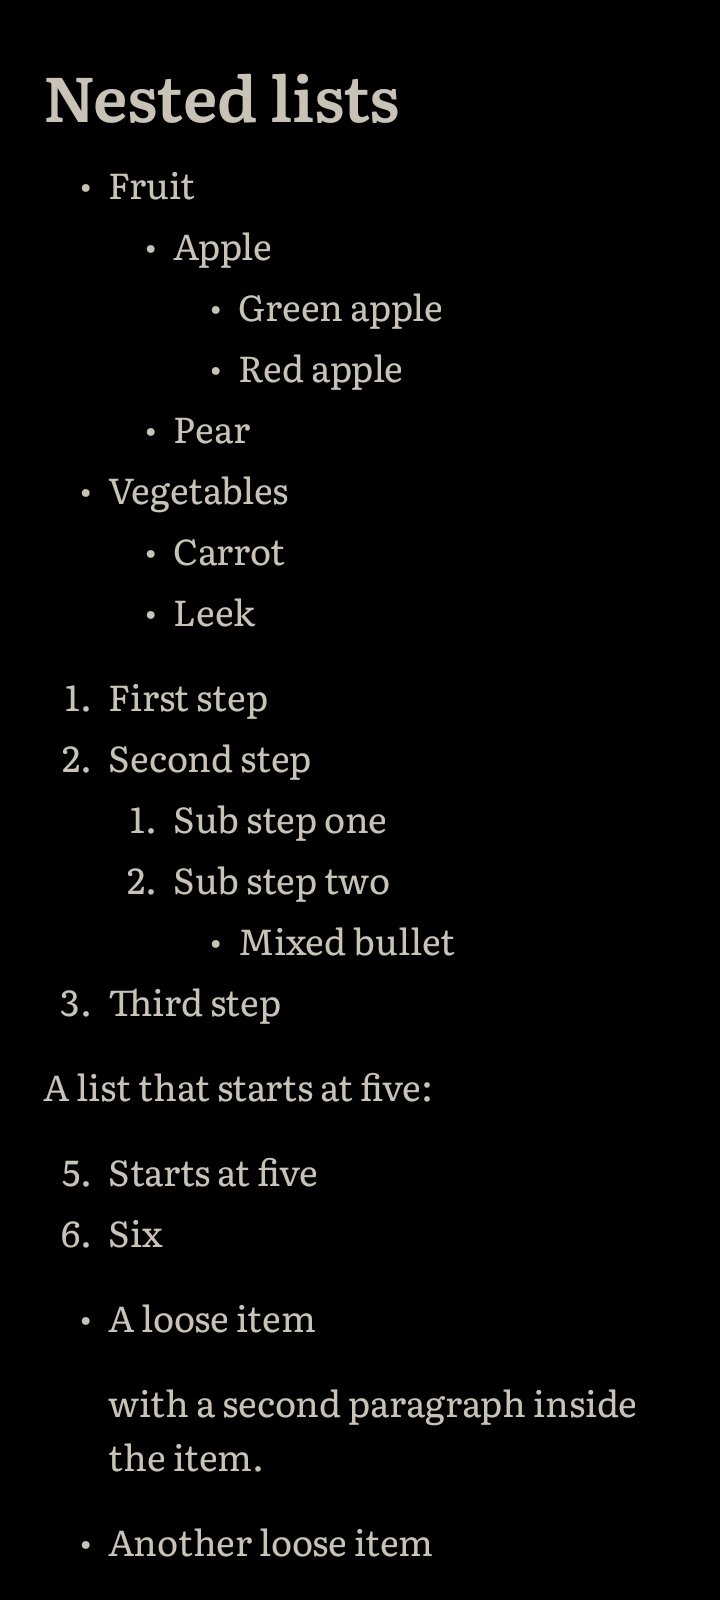 Nested lists
• Fruit
• Apple
• Green apple
• Red apple
• Pear
• Vegetables
• Carrot
• Leek
1. First step
2. Second step
1. Sub step one
2. Sub step two
• Mixed bullet
3. Third step
A list that starts at five:
5. Starts at five
6. Six
• A loose item
with a second paragraph inside
the item.
• Another loose item